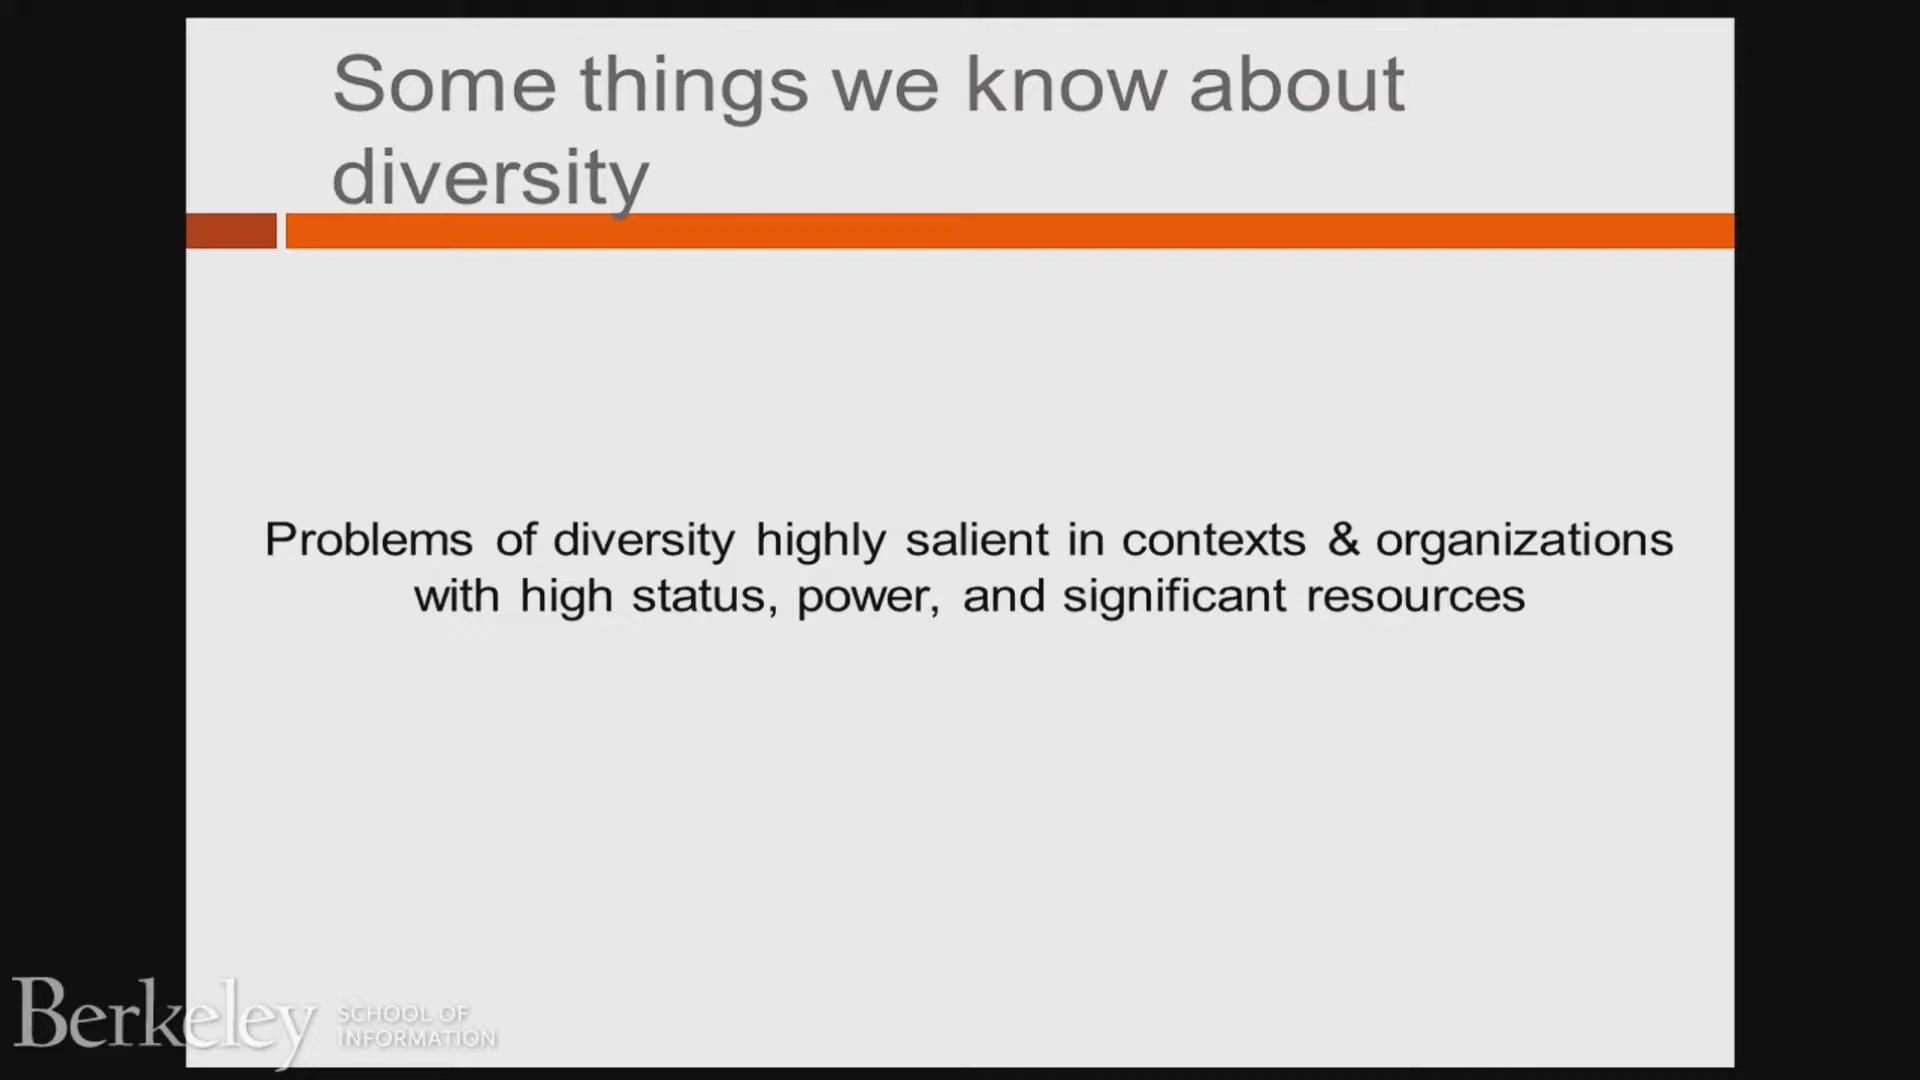 Some things we know about
diversity
Problems of diversity highly salient in contexts & organizations
with high status, power, and significant resources
Berkeley SCHOOL OF
INFORMATION